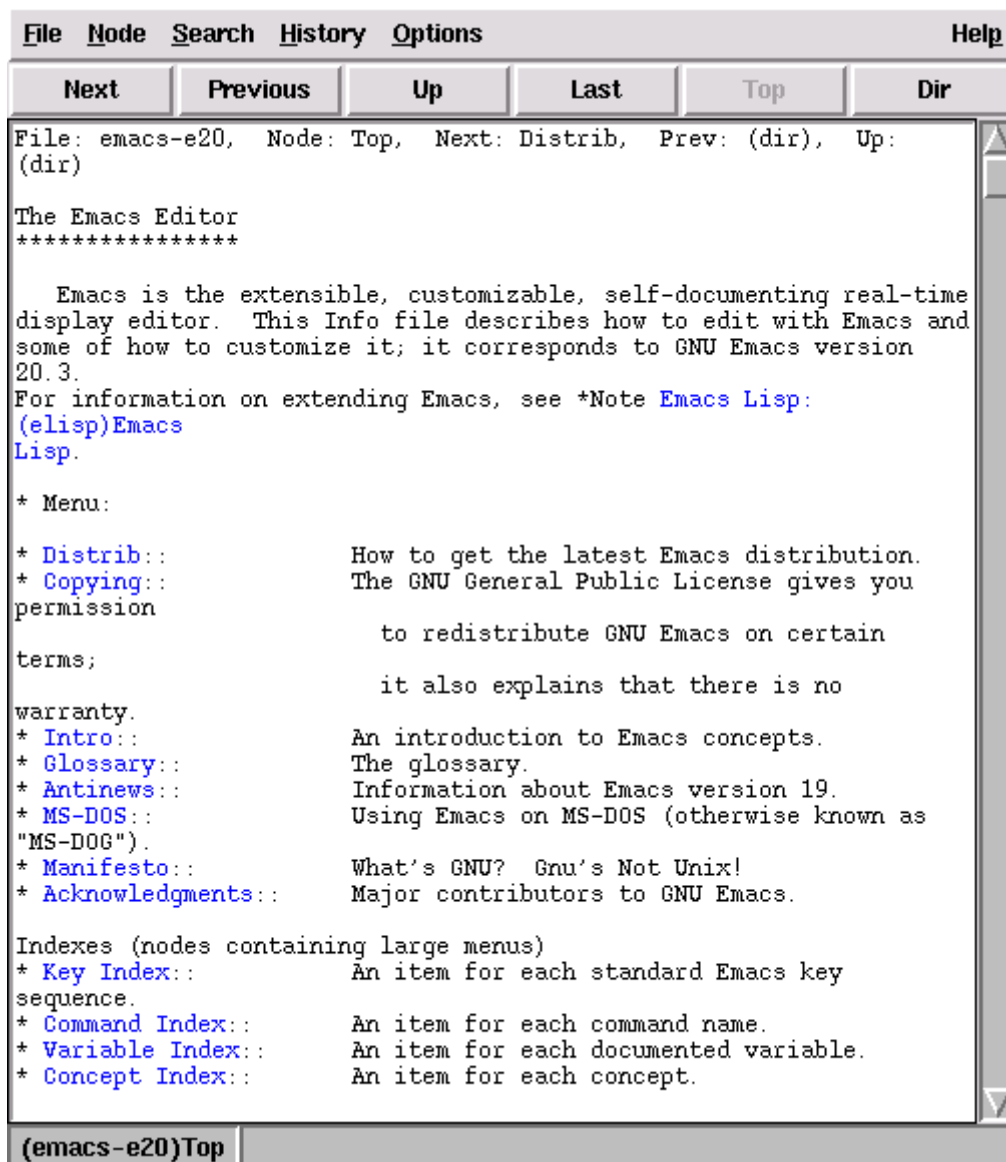 File Node Search History Options Help
Next Previous Up Last Top Dir
File: emacs-e20,  Node: Top,  Next: Distrib,  Prev: (dir),  Up:
(dir)
The Emacs Editor
****************
Emacs is the extensible, customizable, self-documenting real-time
display editor.  This Info file describes how to edit with Emacs and
some of how to customize it; it corresponds to GNU Emacs version
20.3.
For information on extending Emacs, see *Note Emacs Lisp:
(elisp)Emacs
Lisp.
* Menu:
* Distrib::             How to get the latest Emacs distribution.
* Copying::             The GNU General Public License gives you
permission
to redistribute GNU Emacs on certain
terms;
it also explains that there is no
warranty.
* Intro::               An introduction to Emacs concepts.
* Glossary::            The glossary.
* Antinews::            Information about Emacs version 19.
* MS-DOS::              Using Emacs on MS-DOS (otherwise known as
"MS-DOG").
* Manifesto::           What's GNU?  Gnu's Not Unix!
* Acknowledgments::     Major contributors to GNU Emacs.
Indexes (nodes containing large menus)
* Key Index::           An item for each standard Emacs key
sequence.
* Command Index::       An item for each command name.
* Variable Index::      An item for each documented variable.
* Concept Index::       An item for each concept.
(emacs-e20)Top